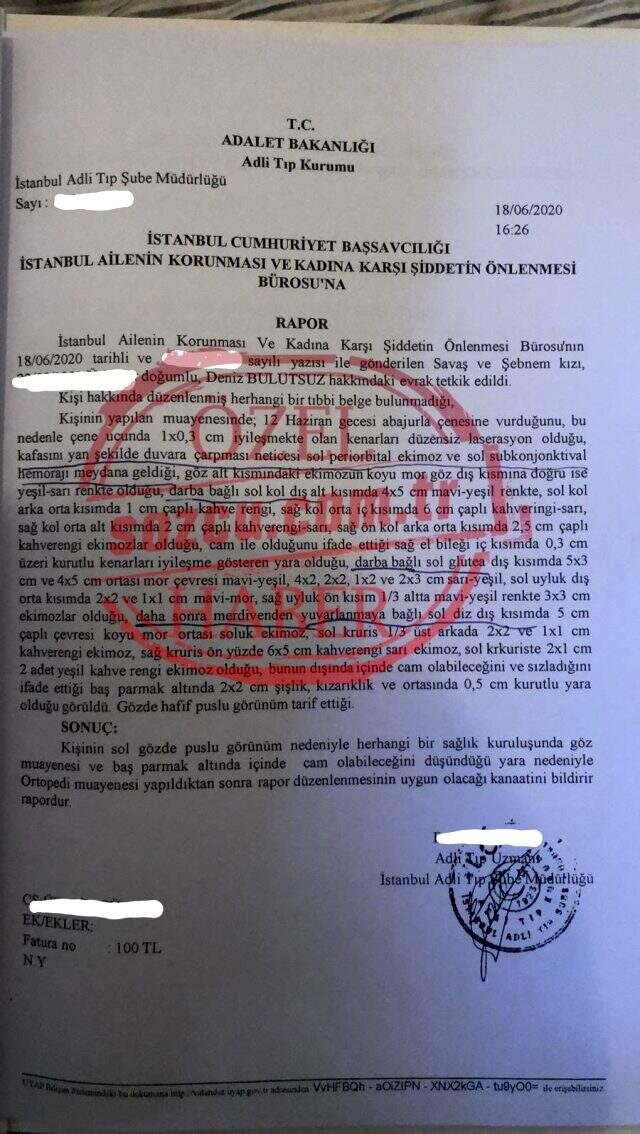 T.C.
ADALET BAKANLIĞI
Adli Tıp Kurumu
İstanbul Adli Tıp Şube Müdürlüğü
Sayı :
18/06/2020
16:26
İSTANBUL CUMHURİYET BAŞSAVCILIĞI
İSTANBUL AİLENİN KORUNMASI VE KADINA KARŞI ŞİDDETİN ÖNLENMESİ
BÜROSU'NA
RAPOR
İstanbul Ailenin Korunması Ve Kadına Karşı Şiddetin Önlenmesi Bürosu'nun
18/06/2020 tarihli ve sayılı yazısı ile gönderilen Savaş ve Şebnem kızı,
doğumlu, Deniz BULUTSUZ hakkındaki evrak tetkik edildi.
Kişi hakkında düzenlenmiş herhangi bir tıbbi belge bulunmadığı,
Kişinin yapılan muayenesinde; 12 Haziran gecesi abajurla çenesine vurduğunu, bu
nedenle çene ucunda 1x0,3 cm iyileşmekte olan kenarları düzensiz laserasyon olduğu,
kafasını yan şekilde duvara çarpması neticesi sol periorbital ekimoz ve sol subkonjonktival
hemorajı meydana geldiği, göz alt kısmındaki ekimozun koyu mor göz dış kısmına doğru ise
yeşil-sarı renkte olduğu, darba bağlı sol kol dış alt kısımda 4x5 cm mavi-yeşil renkte, sol kol
arka orta kısımda 1 cm çaplı kahve rengi, sağ kol iç kısımda 6 cm çaplı kahveringi-sarı,
sağ kol orta alt kısımda 2 cm çaplı kahverengi-sarı, sağ ön kol arka orta kısımda 2,5 cm çaplı
kahverengi ekimozlar olduğu, cam ile olduğunu ifade ettiği sağ el bileği iç kısımda 0,3 cm
üzeri kurutlu kenarları iyileşme gösteren yara olduğu, darba bağlı sol glutea dış kısımda 5x3
cm ve 4x5 cm ortası mor çevresi mavi-yeşil, 4x2, 2x2, 1x2 ve 2x3 cm sarı-yeşil, sol uyluk dış
orta kısımda 2x2 ve 1x1 cm mavi-mor, sağ uyluk ön kısım 1/3 altta mavi-yeşil renkte 3x3 cm
ekimozlar olduğu, daha sonra merdivenden yuvarlanmaya bağlı sol diz dış kısımda 5 cm
çaplı çevresi koyu mor ortası soluk ekimoz, sol kruris 1/3 üst arkada 2x2 ve 1x1 cm
kahverengi ekimoz, sağ kruris ön yüzde 6x5 cm kahverengi sarı ekimoz, sol krkuriste 2x1 cm
2 adet yeşil kahve rengi ekimoz olduğu, bunun dışında içinde cam olabileceğini ve sızladığını
ifade ettiği baş parmak altında 2x2 cm şişlik, kızarıklık ve ortasında 0,5 cm kurutlu yara
olduğu görüldü. Gözde hafif puslu görünüm tarif ettiği.
SONUÇ:
Kişinin sol gözde puslu görünüm nedeniyle herhangi bir sağlık kuruluşunda göz
muayenesi ve baş parmak altında içinde cam olabileceğini düşündüğü yara nedeniyle
Ortopedi muayenesi yapıldıktan sonra rapor düzenlenmesinin uygun olacağı kanaatini bildirir
rapordur.
Adli Tıp Uzmanı
İstanbul Adli Tıp Şube Müdürlüğü
EK/EKLER:
Fatura no : 100 TL
N.Y
ÖZEL
HABER
UYAP Bilişim Sistemindeki bu dokümana http://vatandas.uyap.gov.tr adresinden VvHFBQh - aOiZIPN - XNX2kGA - tu9yO0= ile erişebilirsiniz